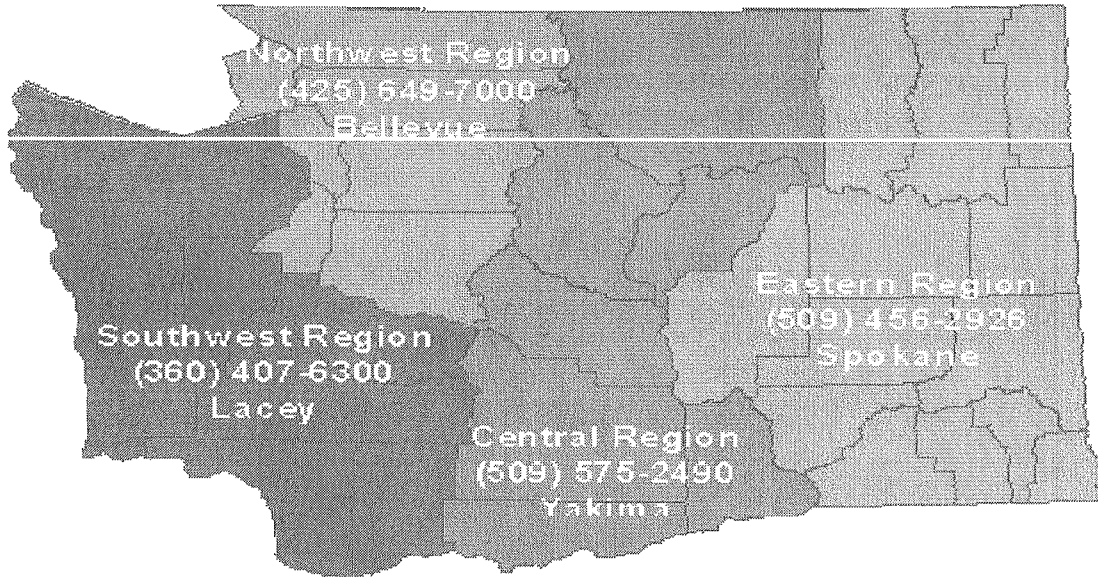 Northwest Region
(425) 649-7000
Bellevue
Eastern Region
(509) 456-2926
Spokane
Southwest Region
(360) 407-6300
Lacey
Central Region
(509) 575-2490
Yakima